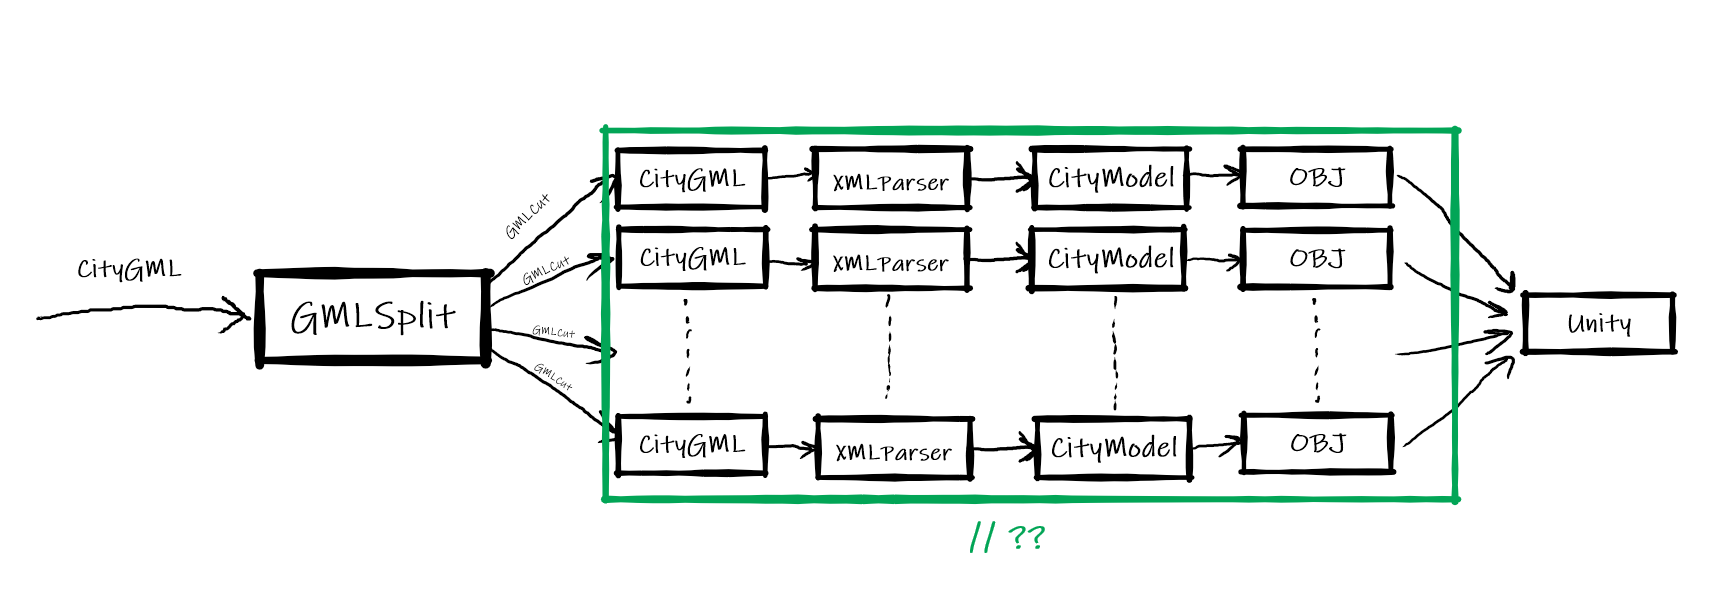 CityGML
GMLSplit
GMLCut
GMLCut
GMLCut
GMLCut
CityGML XMLParser CityModel OBJ
CityGML XMLParser CityModel OBJ
CityGML XMLParser CityModel OBJ
Unity
// ??